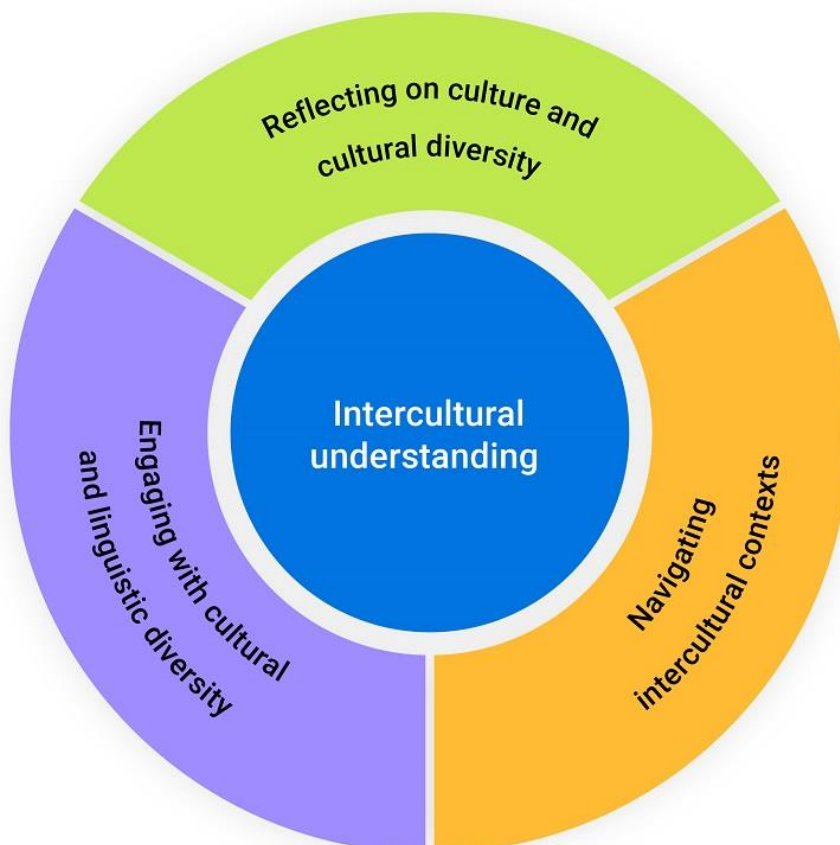 Reflecting on culture and
cultural diversity
Intercultural
understanding
Engaging with cultural
and linguistic diversity
Navigating
intercultural contexts